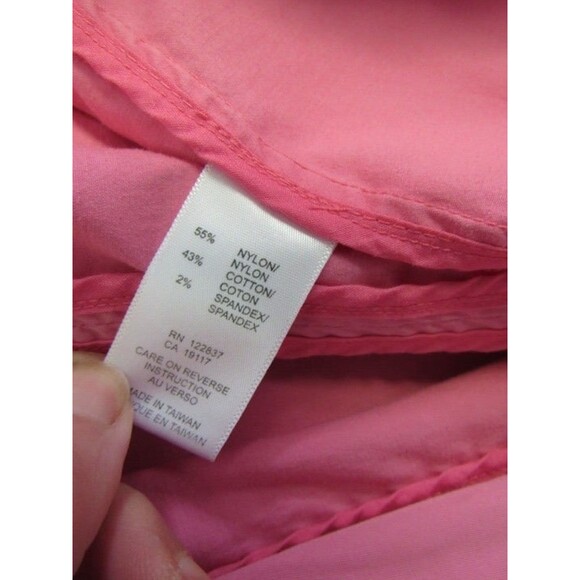 55% NYLON/
NYLON
43% COTTON/
COTON
2% SPANDEX/
SPANDEX
RN 122837
CA 19117
CARE ON REVERSE
INSTRUCTION
AU VERSO
MADE IN TAIWAN
EN TAIWAN